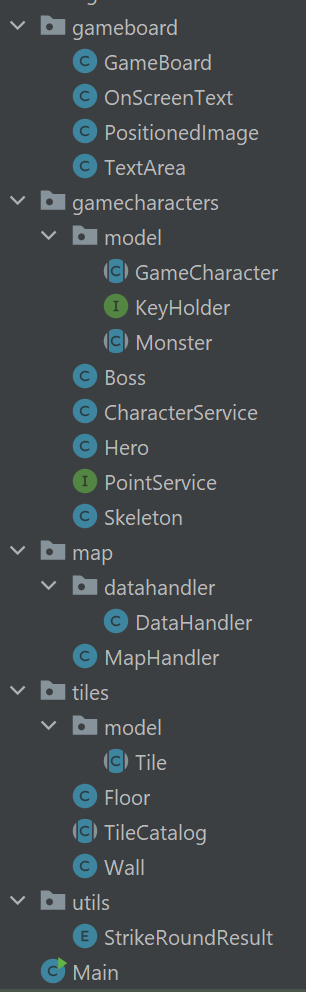 gameboard
C GameBoard
C OnScreenText
C PositionedImage
C TextArea
gamecharacters
model
C GameCharacter
I KeyHolder
C Monster
C Boss
C CharacterService
C Hero
I PointService
C Skeleton
map
datahandler
C DataHandler
C MapHandler
tiles
model
C Tile
C Floor
C TileCatalog
C Wall
utils
E StrikeRoundResult
C Main